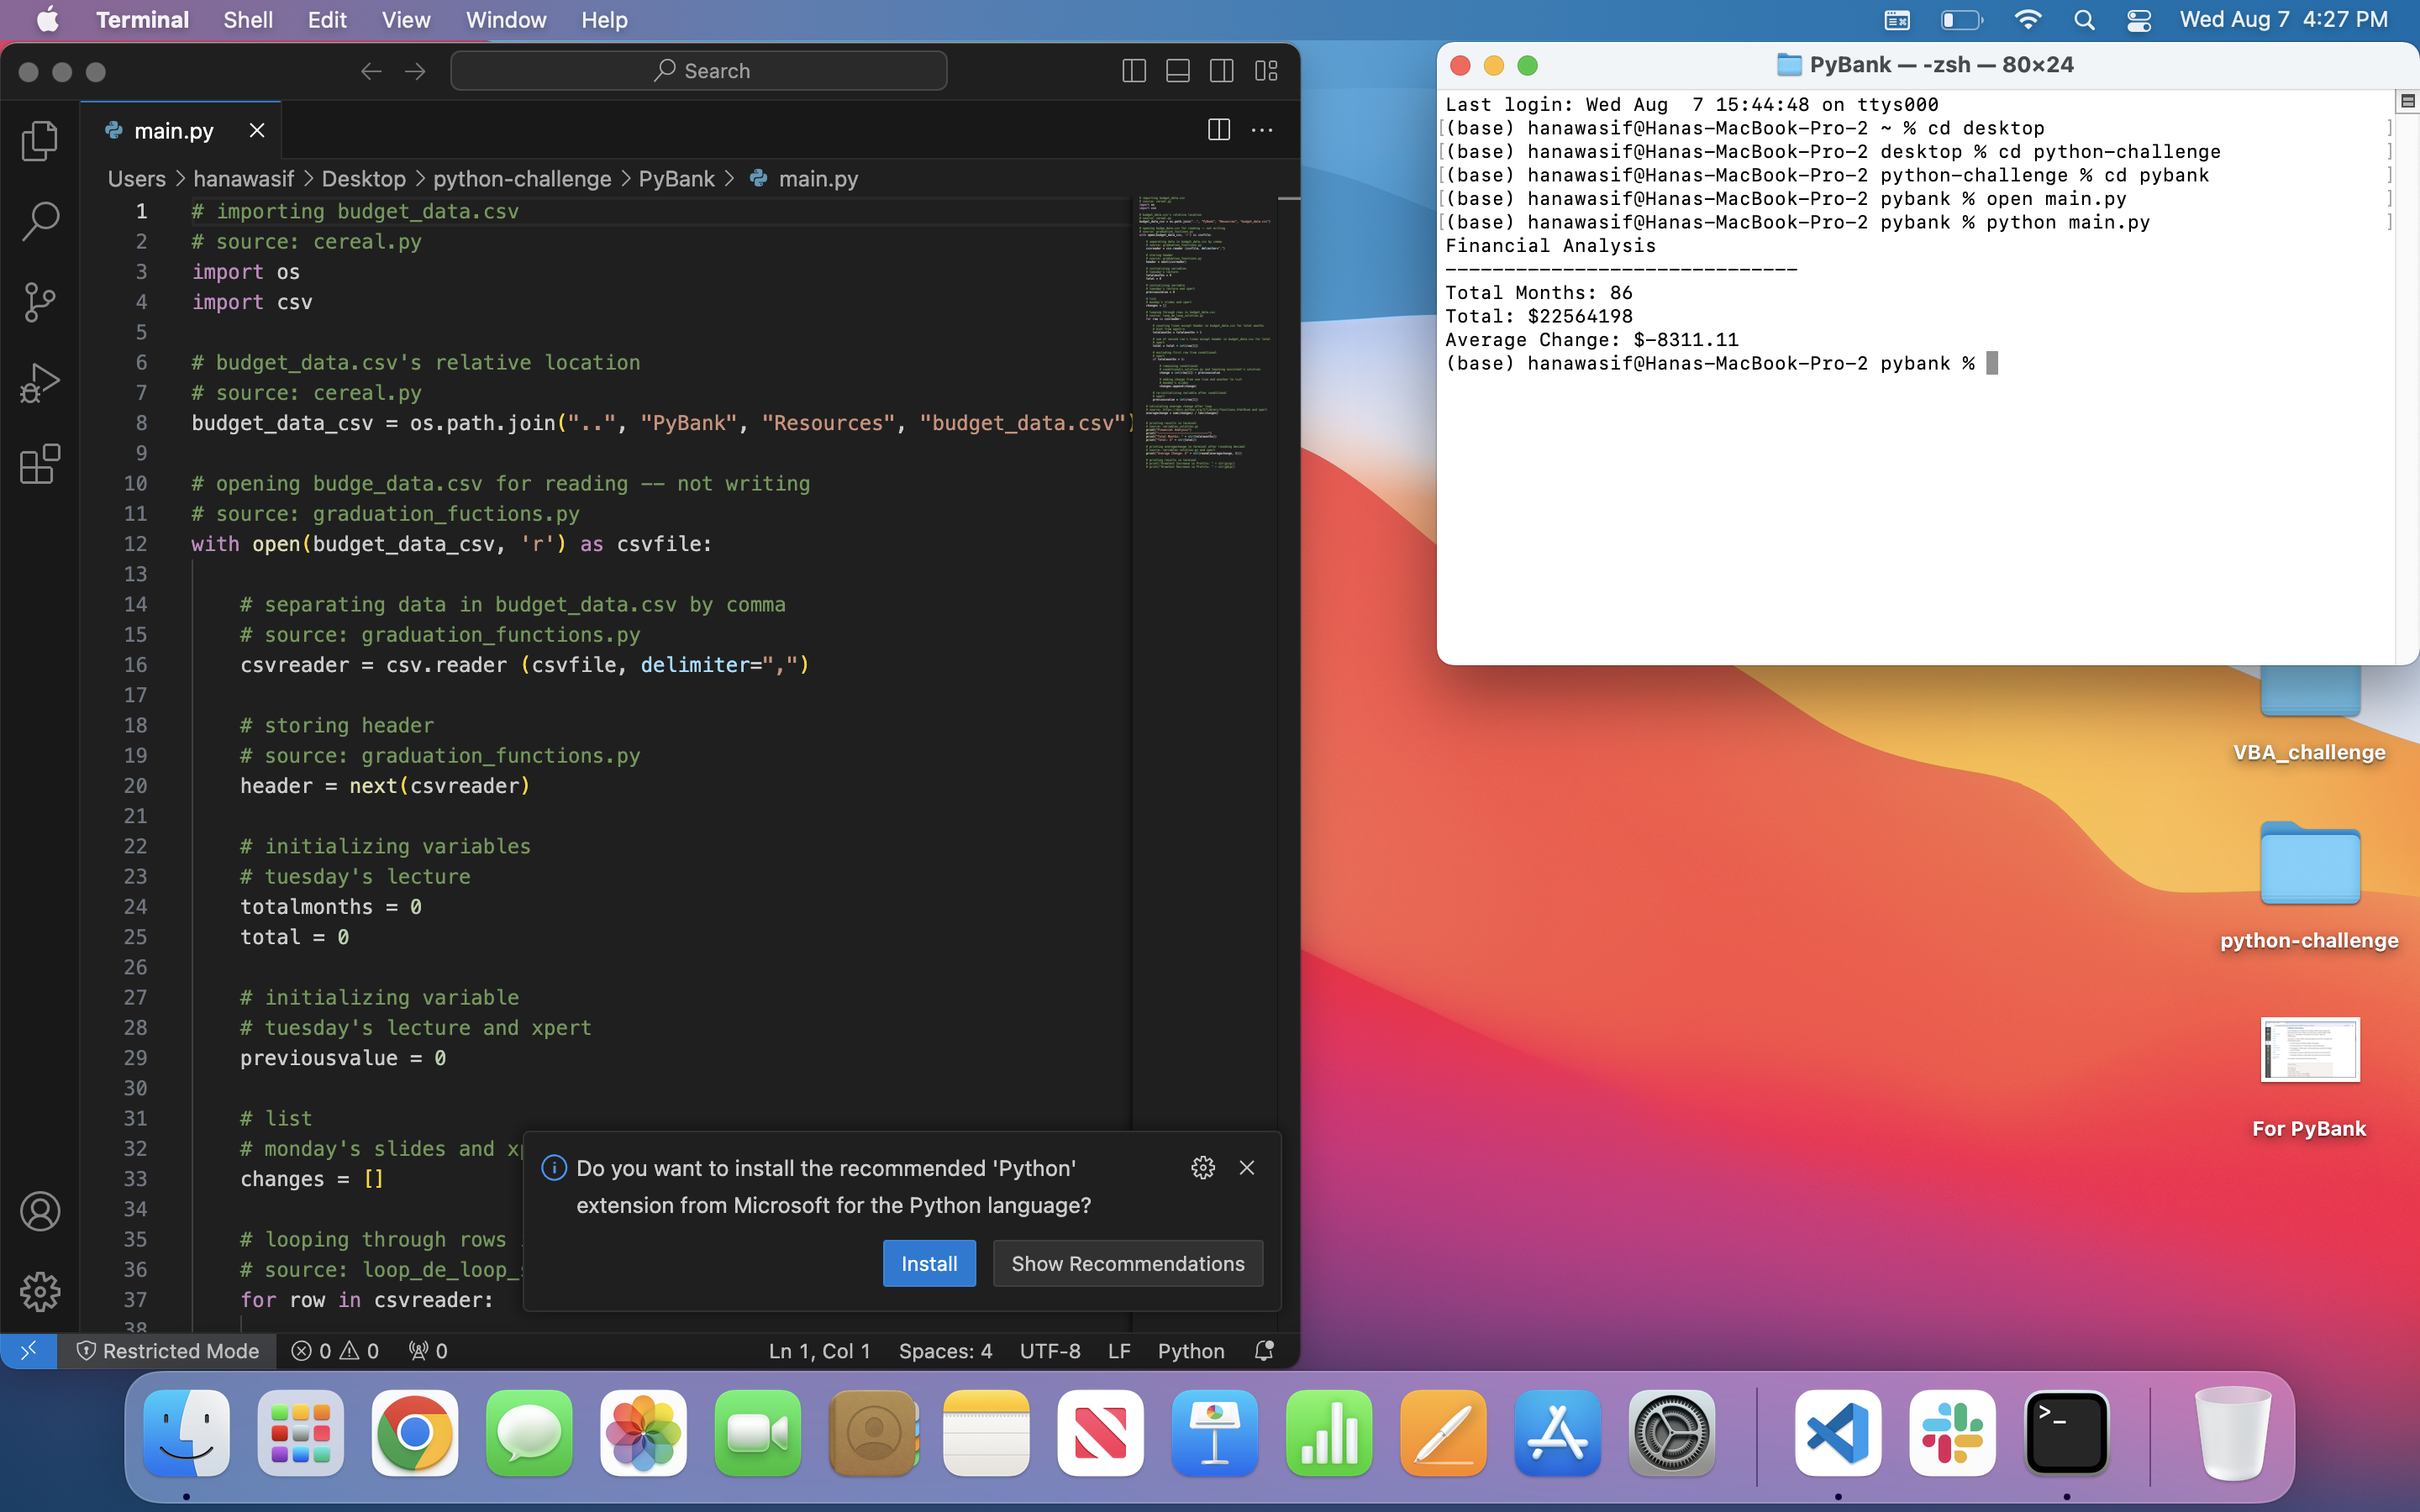 Terminal Shell Edit View Window Help Wed Aug 7 4:27 PM
Search
main.py
Users > hanawasif > Desktop > python-challenge > PyBank > main.py
1 # importing budget_data.csv
2 # source: cereal.py
3 import os
4 import csv
5
6 # budget_data.csv's relative location
7 # source: cereal.py
8 budget_data_csv = os.path.join("..", "PyBank", "Resources", "budget_data.csv")
9
10 # opening budge_data.csv for reading -- not writing
11 # source: graduation_fuctions.py
12 with open(budget_data_csv, 'r') as csvfile:
13
14 # separating data in budget_data.csv by comma
15 # source: graduation_functions.py
16 csvreader = csv.reader (csvfile, delimiter=",")
17
18 # storing header
19 # source: graduation_functions.py
20 header = next(csvreader)
21
22 # initializing variables
23 # tuesday's lecture
24 totalmonths = 0
25 total = 0
26
27 # initializing variable
28 # tuesday's lecture and xpert
29 previousvalue = 0
30
31 # list
32 # monday's slides and xp
33 changes = []
34
35 # looping through rows
36 # source: loop_de_loop_s
37 for row in csvreader:
38
Do you want to install the recommended 'Python'
extension from Microsoft for the Python language?
Install Show Recommendations
Restricted Mode 0 0 0 Ln 1, Col 1 Spaces: 4 UTF-8 LF Python
PyBank — -zsh — 80×24
Last login: Wed Aug  7 15:44:48 on ttys000
[(base) hanawasif@Hanas-MacBook-Pro-2 ~ % cd desktop ]
[(base) hanawasif@Hanas-MacBook-Pro-2 desktop % cd python-challenge ]
[(base) hanawasif@Hanas-MacBook-Pro-2 python-challenge % cd pybank ]
[(base) hanawasif@Hanas-MacBook-Pro-2 pybank % open main.py ]
[(base) hanawasif@Hanas-MacBook-Pro-2 pybank % python main.py ]
Financial Analysis
------------------------------
Total Months: 86
Total: $22564198
Average Change: $-8311.11
(base) hanawasif@Hanas-MacBook-Pro-2 pybank %
VBA_challenge
python-challenge
For PyBank
>_